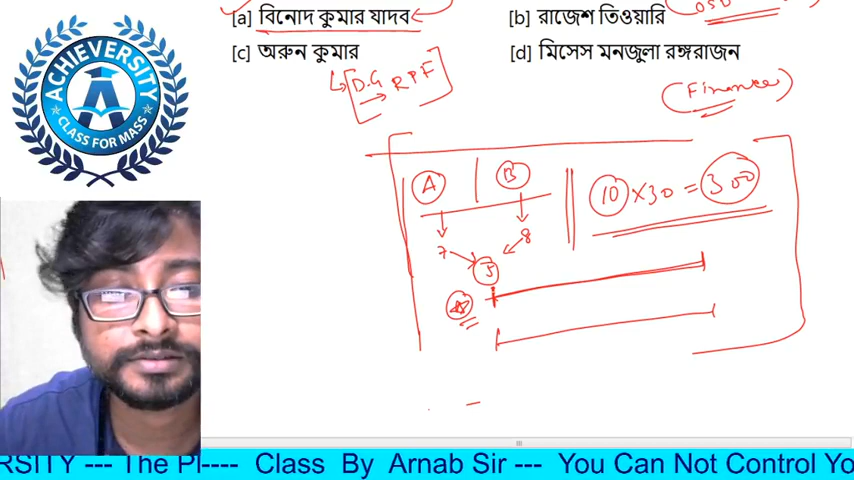 [a] বিনোদ কুমার যাদব
[b] রাজেশ তিওয়ারি
[c] অরুন কুমার
[d] মিসেস মনজুলা রঙ্গরাজন
ACHIEVERSITY
CLASS FOR MASS
D.G RPF
(Finance)
A B
10 × 30 = 300
7 8
5
A
RSITY --- The Pl---- Class By Arnab Sir --- You Can Not Control Yo